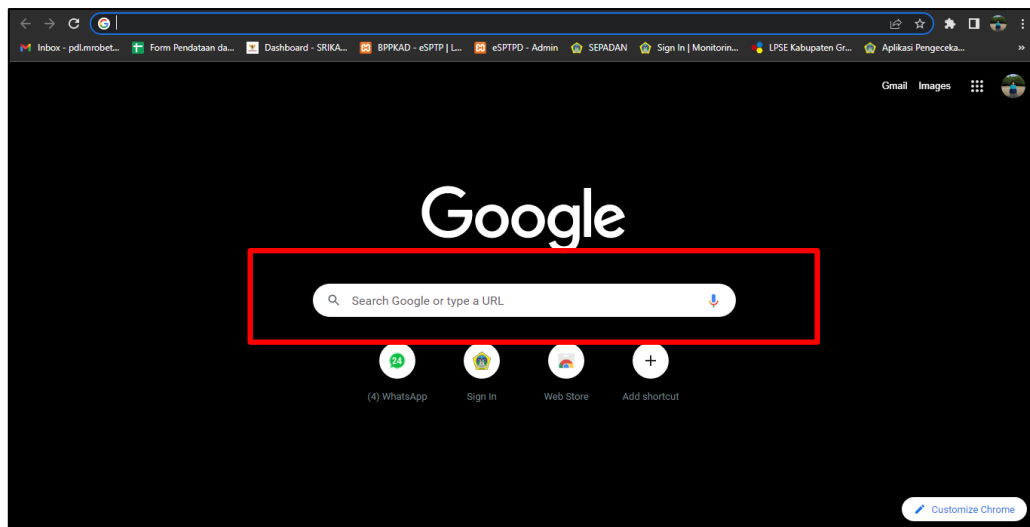 Inbox - pdl.mrobet... Form Pendataan da... Dashboard - SRIKA... BPPKAD - eSPTP | L... eSPTPD - Admin SEPADAN Sign In | Monitorin... LPSE Kabupaten Gr... Aplikasi Pengeceka... »
Gmail Images
Google
Search Google or type a URL
24
(4) WhatsApp Sign In Web Store Add shortcut
Customize Chrome